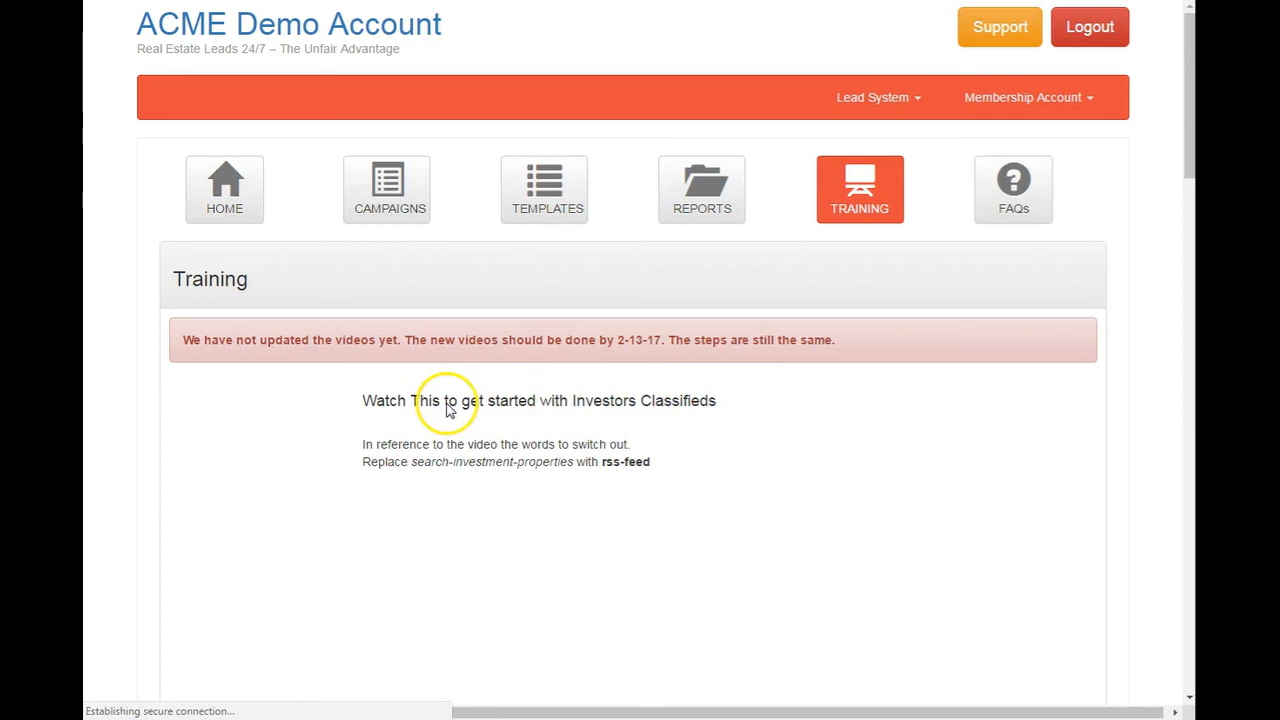 ACME Demo Account
Real Estate Leads 24/7 – The Unfair Advantage
Support
Logout
Lead System
Membership Account
HOME
CAMPAIGNS
TEMPLATES
REPORTS
TRAINING
FAQs
Training
We have not updated the videos yet. The new videos should be done by 2-13-17. The steps are still the same.
Watch This to get started with Investors Classifieds
In reference to the video the words to switch out.
Replace search-investment-properties with rss-feed
Establishing secure connection...